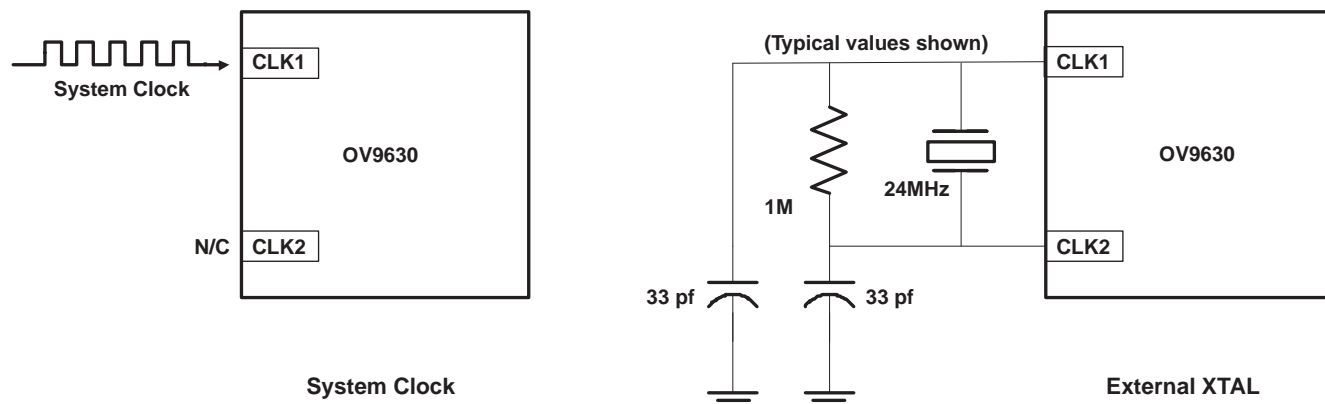 CLK1
System Clock
OV9630
N/C
CLK2
System Clock
(Typical values shown)
CLK1
OV9630
24MHz
1M
CLK2
33 pf
33 pf
External XTAL